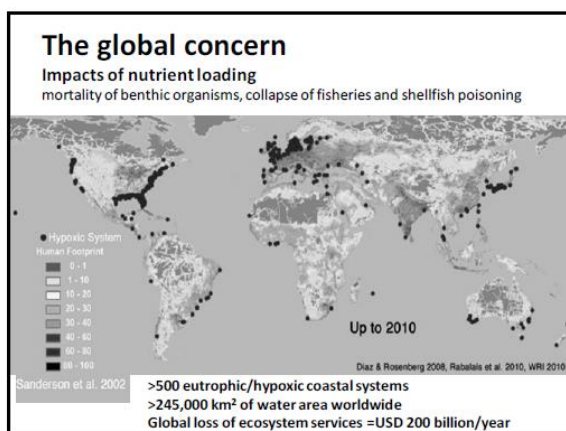 The global concern
Impacts of nutrient loading
mortality of benthic organisms, collapse of fisheries and shellfish poisoning
Hypoxic System
Human Footprint
0 - 1
1 - 10
10 - 20
20 - 30
30 - 40
40 - 60
60 - 80
Up to 2010
Diaz & Rosenberg 2008, Rabalais et al. 2010, WRI 2010
Sanderson et al. 2002
>500 eutrophic/hypoxic coastal systems
>245,000 km² of water area worldwide
Global loss of ecosystem services =USD 200 billion/year